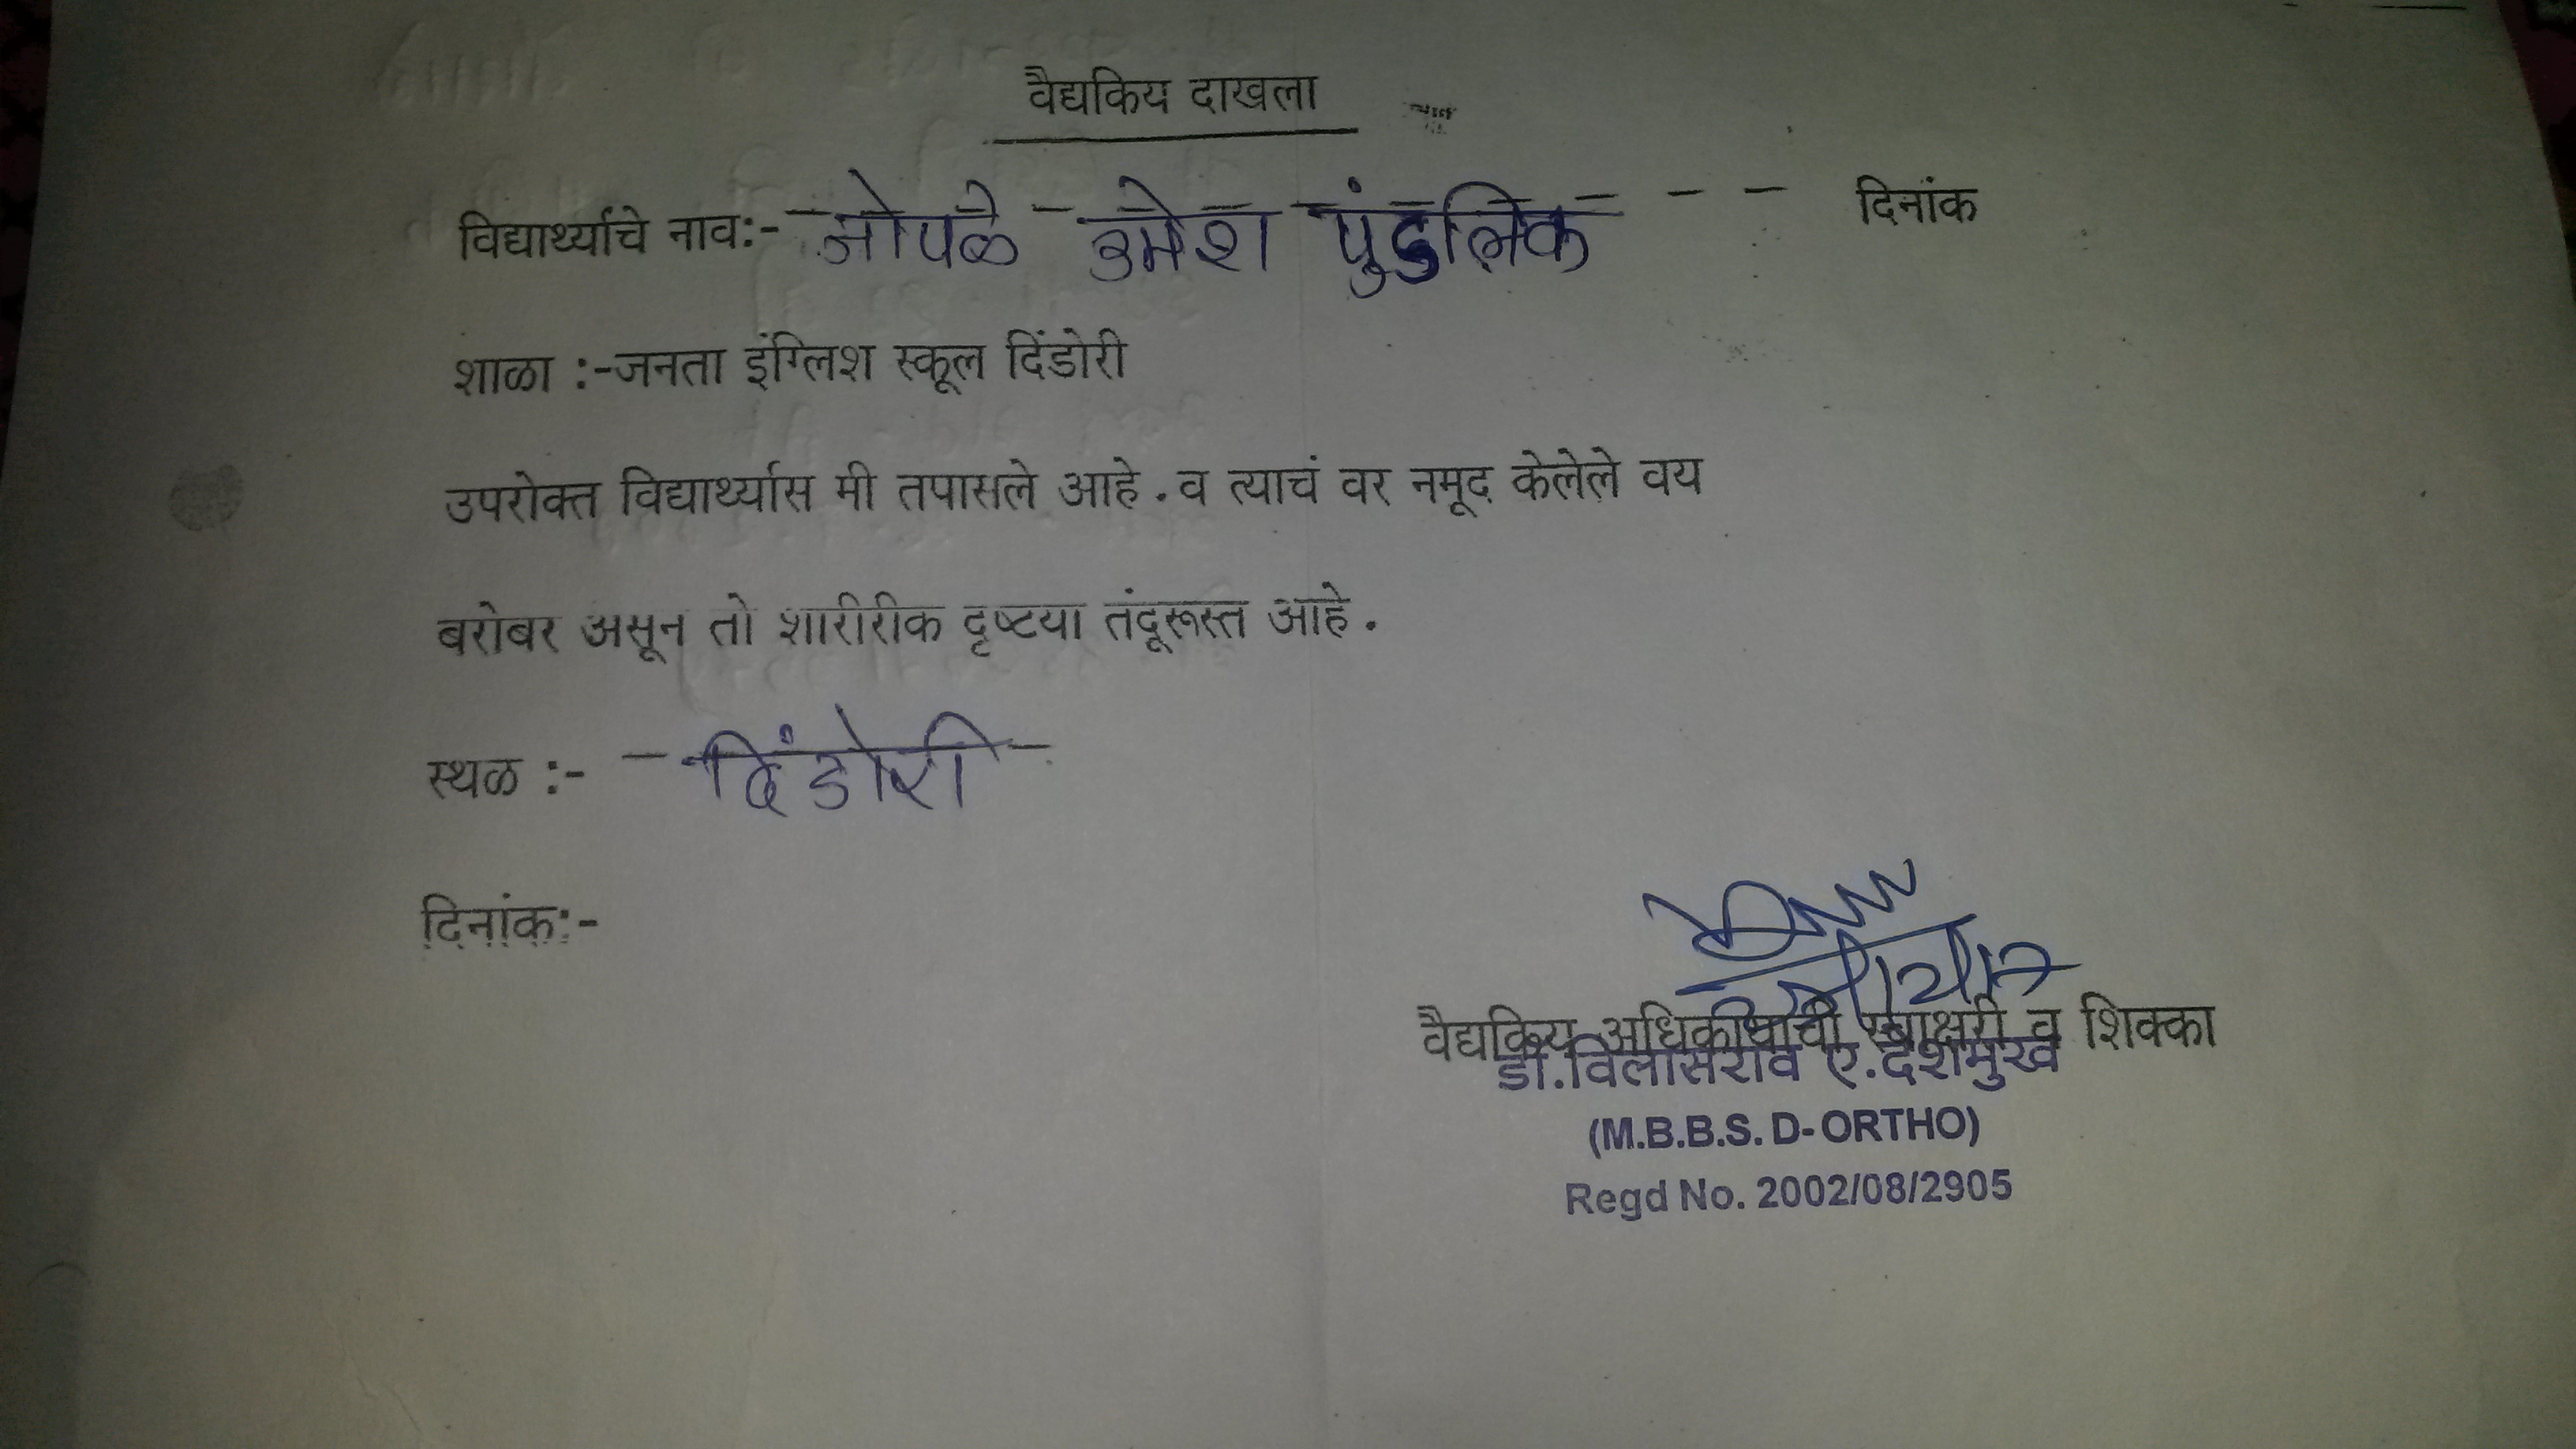 वैद्यकिय दाखला
विद्यार्थ्याचे नाव:- जोपळे उमेश पुंडलिक दिनांक
शाळा :-जनता इंग्लिश स्कूल दिंडोरी
उपरोक्त विद्यार्थ्यास मी तपासले आहे.व त्याचं वर नमूद केलेले वय
बरोबर असून तो शारीरीक दृष्टया तंदूरूस्त आहे.
स्थळ :- दिंडोरी
दिनांक:-
वैद्यकिय अधिकाऱ्याची स्वाक्षरी व शिक्का
डॉ.विलासराव ए.देशमुख
(M.B.B.S. D-ORTHO)
Regd No. 2002/08/2905